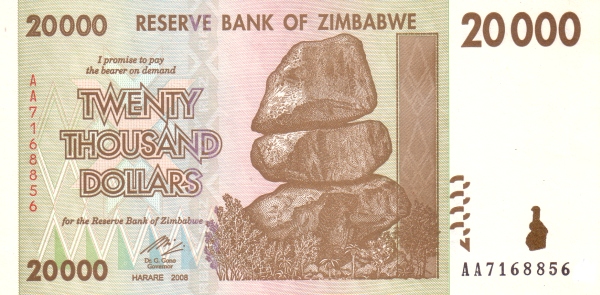 20000 RESERVE BANK OF ZIMBABWE 20000
I promise to pay
the bearer on demand
AA7168856
TWENTY
THOUSAND
DOLLARS
for the Reserve Bank of Zimbabwe
Dr. G. Gono
Governor
20000 HARARE 2008
AA7168856